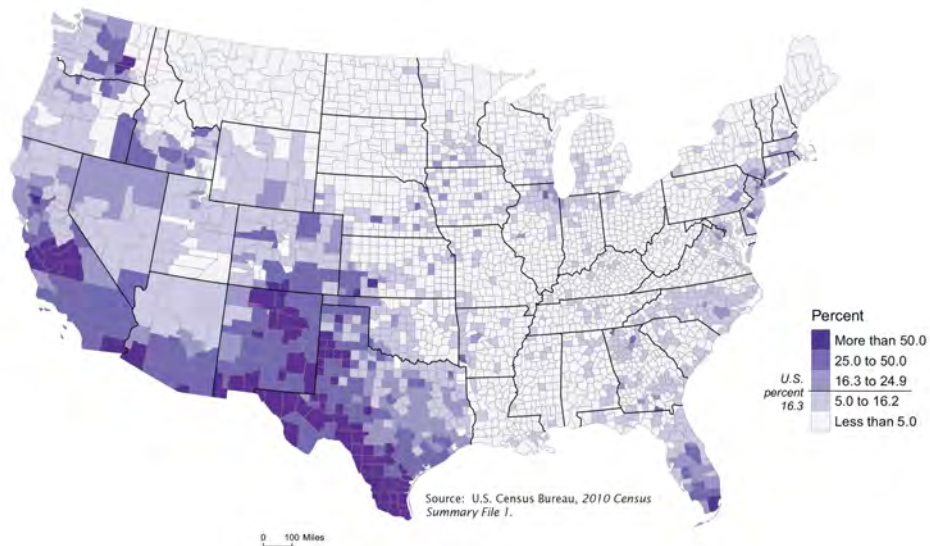 Percent
More than 50.0
25.0 to 50.0
16.3 to 24.9
5.0 to 16.2
Less than 5.0
U.S.
percent
16.3
Source: U.S. Census Bureau, 2010 Census
Summary File 1.
0 100 Miles